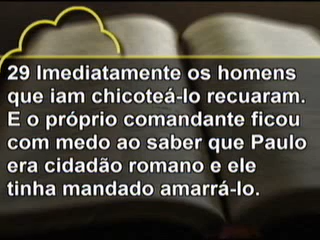 29 Imediatamente os homens
que iam chicoteá-lo recuaram.
E o próprio comandante ficou
com medo ao saber que Paulo
era cidadão romano e ele
tinha mandado amarrá-lo.